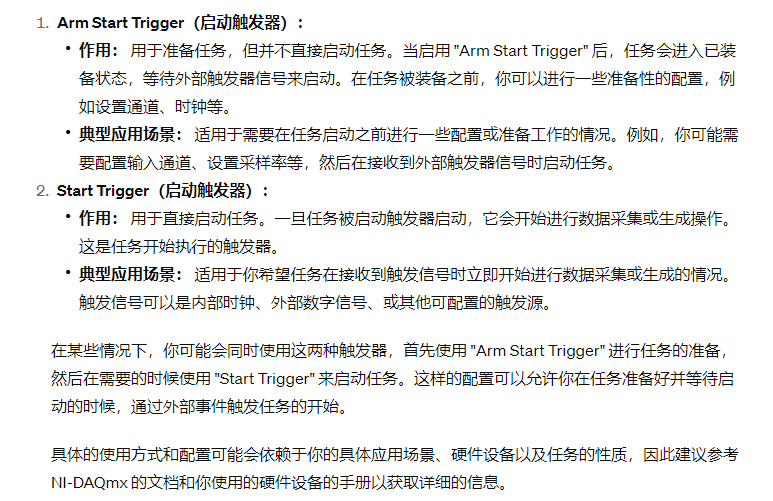 1. Arm Start Trigger（启动触发器）：
• 作用： 用于准备任务，但并不直接启动任务。当启用 "Arm Start Trigger" 后，任务会进入已装
备状态，等待外部触发器信号来启动。在任务被装备之前，你可以进行一些准备性的配置，例
如设置通道、时钟等。
• 典型应用场景： 适用于需要在任务启动之前进行一些配置或准备工作的情况。例如，你可能需
要配置输入通道、设置采样率等，然后在接收到外部触发器信号时启动任务。
2. Start Trigger（启动触发器）：
• 作用： 用于直接启动任务。一旦任务被启动触发器启动，它会开始进行数据采集或生成操作。
这是任务开始执行的触发器。
• 典型应用场景： 适用于你希望任务在接收到触发信号时立即开始进行数据采集或生成的情况。
触发信号可以是内部时钟、外部数字信号、或其他可配置的触发源。
在某些情况下，你可能会同时使用这两种触发器，首先使用 "Arm Start Trigger" 进行任务的准备，
然后在需要的时候使用 "Start Trigger" 来启动任务。这样的配置可以允许你在任务准备好并等待启
动的时候，通过外部事件触发任务的开始。
具体的使用方式和配置可能会依赖于你的具体应用场景、硬件设备以及任务的性质，因此建议参考
NI-DAQmx 的文档和你使用的硬件设备的手册以获取详细的信息。